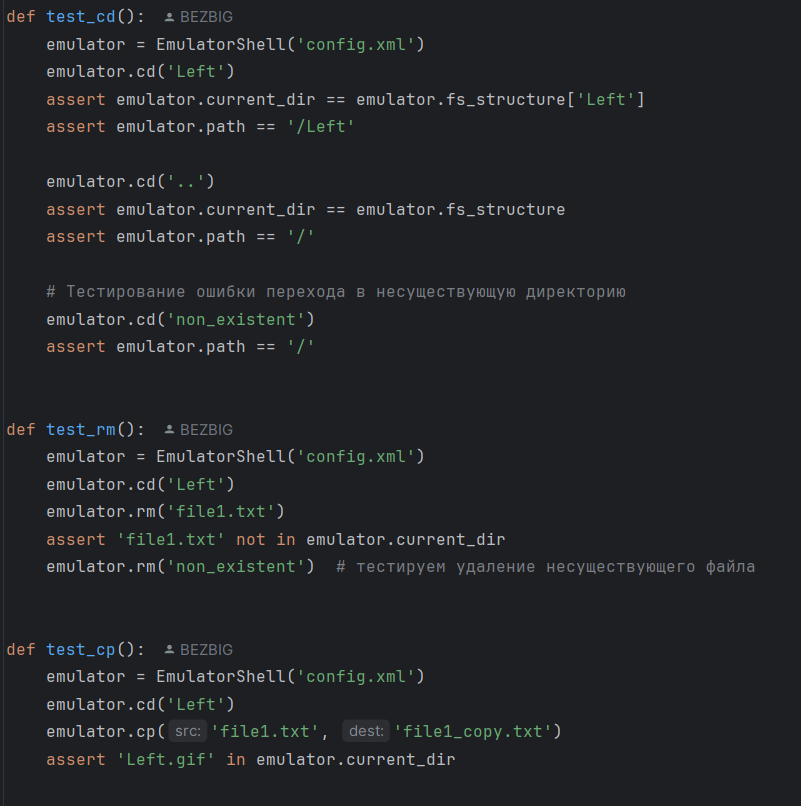 def test_cd(): BEZBIG
    emulator = EmulatorShell('config.xml')
    emulator.cd('Left')
    assert emulator.current_dir == emulator.fs_structure['Left']
    assert emulator.path == '/Left'

    emulator.cd('..')
    assert emulator.current_dir == emulator.fs_structure
    assert emulator.path == '/'

    # Тестирование ошибки перехода в несуществующую директорию
    emulator.cd('non_existent')
    assert emulator.path == '/'

def test_rm(): BEZBIG
    emulator = EmulatorShell('config.xml')
    emulator.cd('Left')
    emulator.rm('file1.txt')
    assert 'file1.txt' not in emulator.current_dir
    emulator.rm('non_existent')  # тестируем удаление несуществующего файла

def test_cp(): BEZBIG
    emulator = EmulatorShell('config.xml')
    emulator.cd('Left')
    emulator.cp( src: 'file1.txt', dest: 'file1_copy.txt')
    assert 'Left.gif' in emulator.current_dir